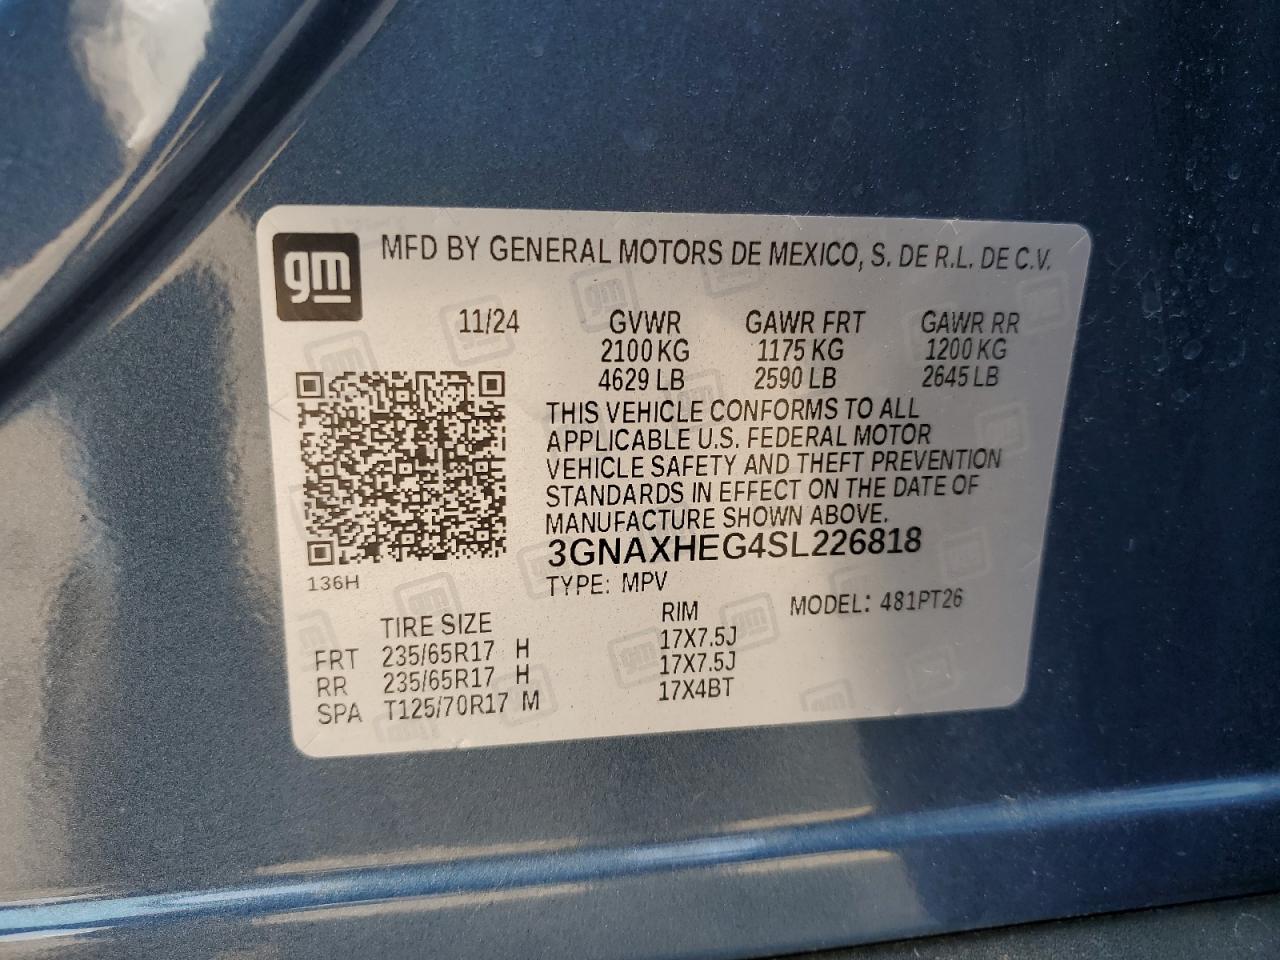 gm
MFD BY GENERAL MOTORS DE MEXICO, S. DE R.L. DE C.V.
11/24 GVWR GAWR FRT GAWR RR
2100 KG 1175 KG 1200 KG
4629 LB 2590 LB 2645 LB
THIS VEHICLE CONFORMS TO ALL
APPLICABLE U.S. FEDERAL MOTOR
VEHICLE SAFETY AND THEFT PREVENTION
STANDARDS IN EFFECT ON THE DATE OF
MANUFACTURE SHOWN ABOVE.
3GNAXHEG4SL226818
136H
TYPE: MPV MODEL: 481PT26
TIRE SIZE RIM
FRT 235/65R17 H 17X7.5J
RR 235/65R17 H 17X7.5J
SPA T125/70R17 M 17X4BT